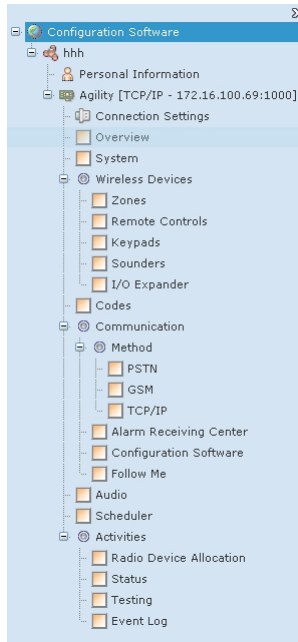 Configuration Software
hhh
Personal Information
Agility [TCP/IP - 172.16.100.69:1000]
Connection Settings
Overview
System
Wireless Devices
Zones
Remote Controls
Keypads
Sounders
I/O Expander
Codes
Communication
Method
PSTN
GSM
TCP/IP
Alarm Receiving Center
Configuration Software
Follow Me
Audio
Scheduler
Activities
Radio Device Allocation
Status
Testing
Event Log